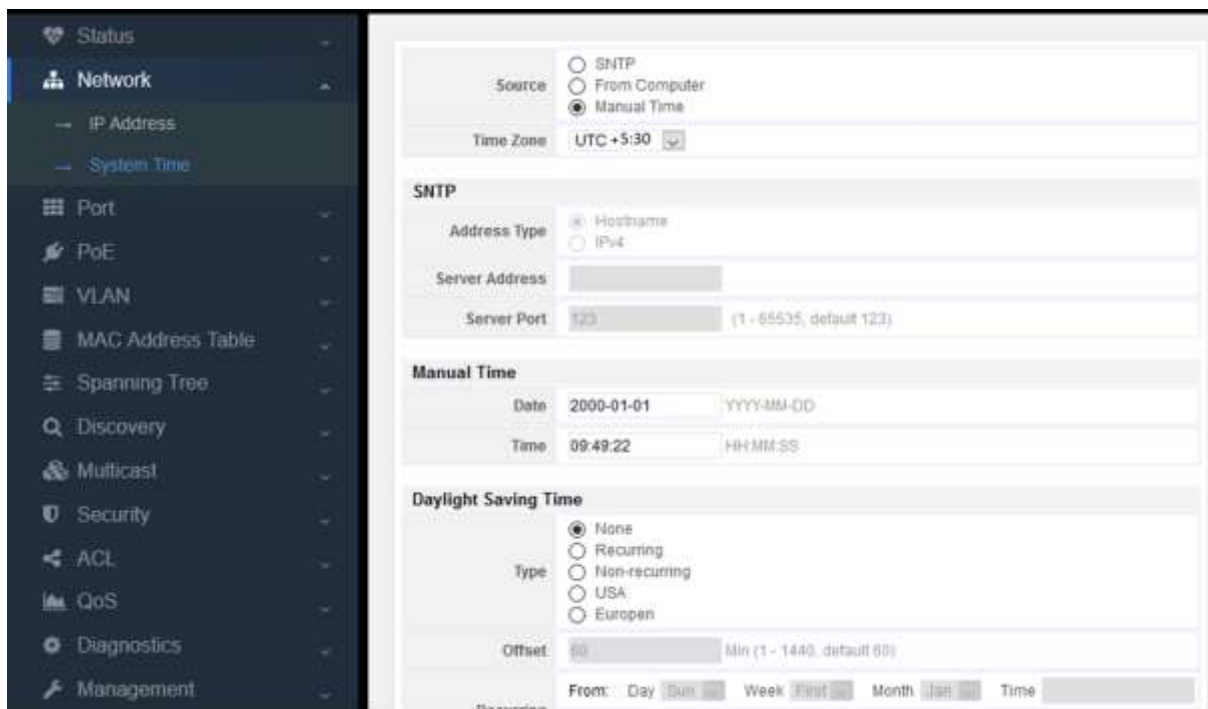 Status
Network
IP Address
System Time
Port
PoE
VLAN
MAC Address Table
Spanning Tree
Discovery
Multicast
Security
ACL
QoS
Diagnostics
Management
Source
SNTP
From Computer
Manual Time
Time Zone UTC +5:30
SNTP
Address Type
Hostname
IPv4
Server Address
Server Port 123 (1 - 65535, default 123)
Manual Time
Date 2000-01-01 YYYY-MM-DD
Time 09:49:22 HH:MM:SS
Daylight Saving Time
Type
None
Recurring
Non-recurring
USA
Europen
Offset 60 Min (1 - 1440, default 60)
From: Day Sun Week First Month Jan Time
Recurring